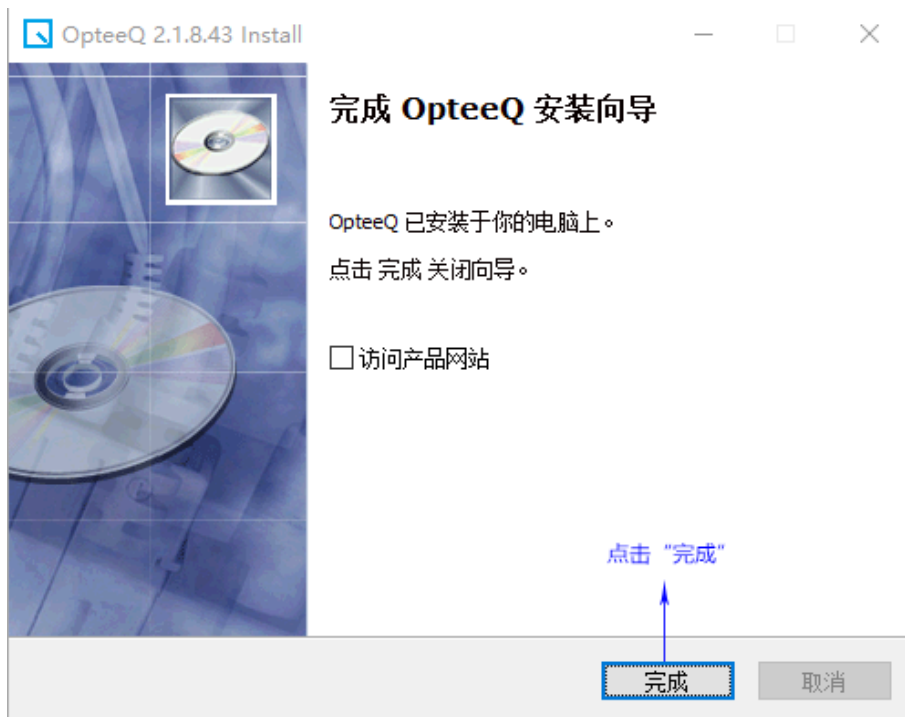 OpteeQ 2.1.8.43 Install
完成 OpteeQ 安装向导
OpteeQ 已安装于你的电脑上。
点击 完成 关闭向导。
访问产品网站
点击“完成”
完成
取消